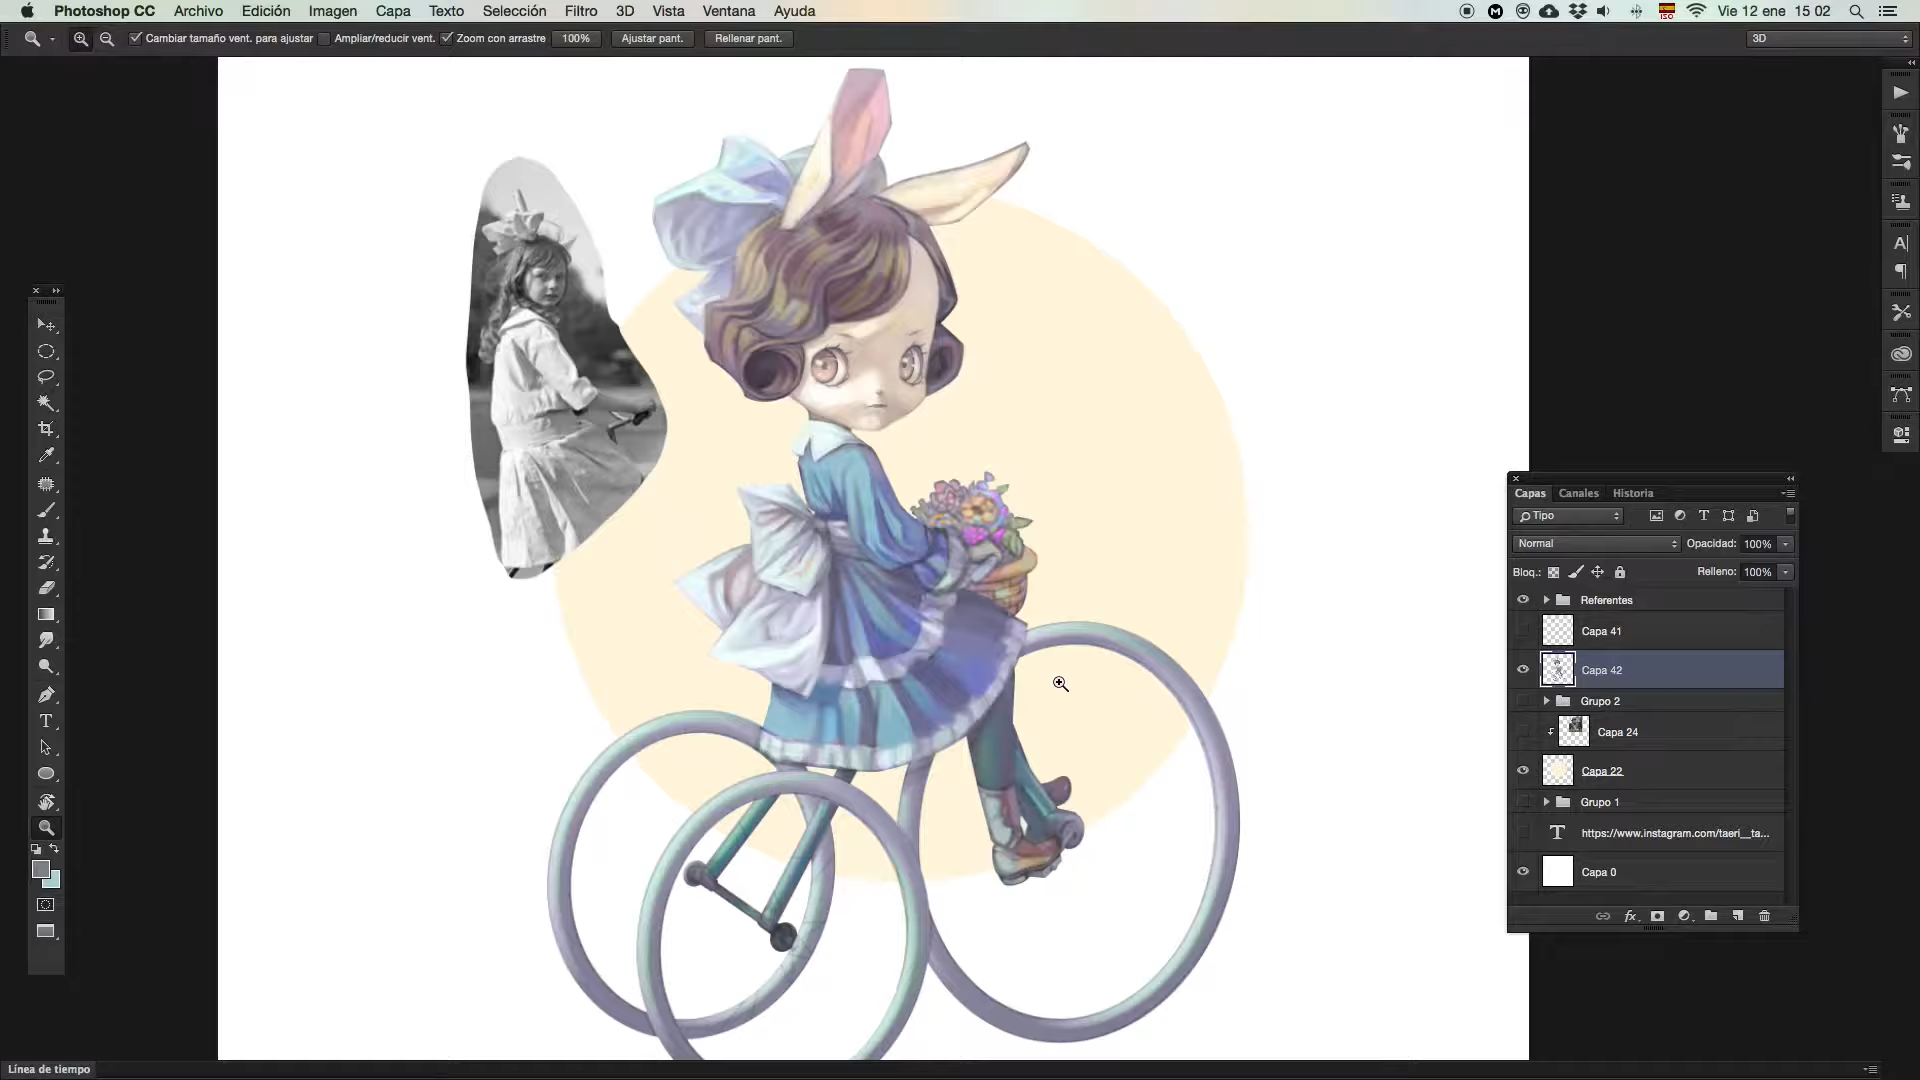 Photoshop CC Archivo Edición Imagen Capa Texto Selección Filtro 3D Vista Ventana Ayuda ISO Vie 12 ene 15 02
Cambiar tamaño vent. para ajustar Ampliar/reducir vent. Zoom con arrastre 100% Ajustar pant. Rellenar pant. 3D
Capas Canales Historia
Tipo
Normal Opacidad: 100%
Bloq.: Relleno: 100%
Referentes
Capa 41
Capa 42
Grupo 2
Capa 24
Capa 22
Grupo 1
https://www.instagram.com/taeri__ta...
Capa 0
fx
Línea de tiempo